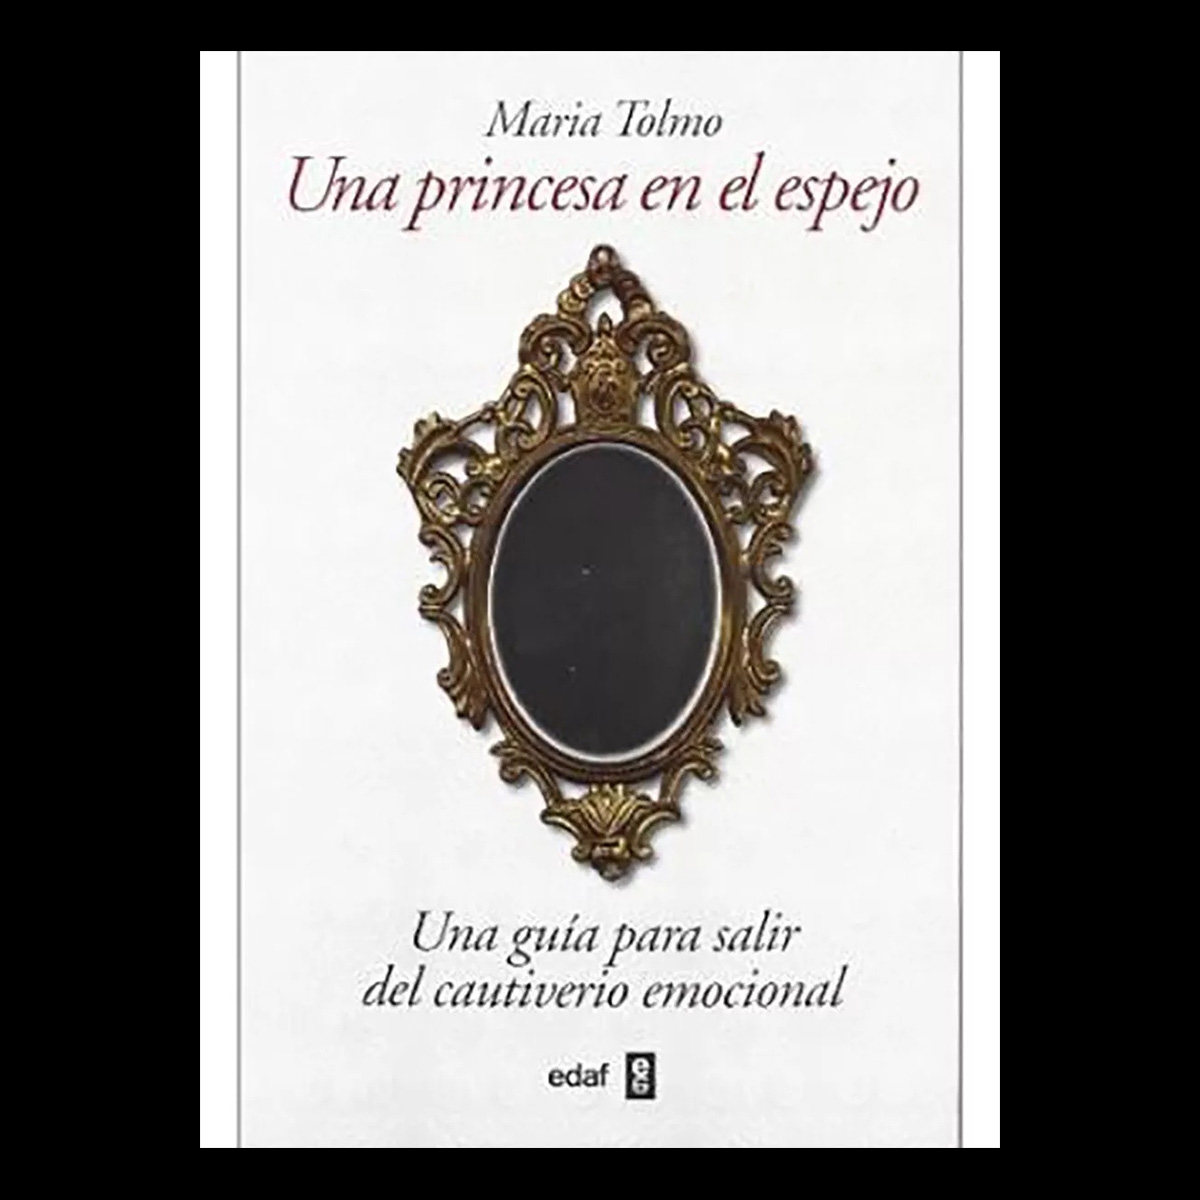 Maria Tolmo
Una princesa en el espejo
Una guía para salir
del cautiverio emocional
edaf